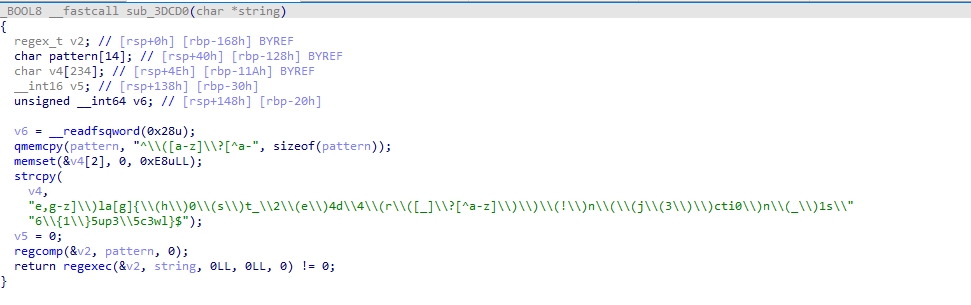 _BOOL8 __fastcall sub_3DCD0(char *string)
{
  regex_t v2; // [rsp+0h] [rbp-168h] BYREF
  char pattern[14]; // [rsp+40h] [rbp-128h] BYREF
  char v4[234]; // [rsp+4Eh] [rbp-11Ah] BYREF
  __int16 v5; // [rsp+138h] [rbp-30h]
  unsigned __int64 v6; // [rsp+148h] [rbp-20h]

  v6 = __readfsqword(0x28u);
  qmemcpy(pattern, "^\\([a-z]\\?[^a-", sizeof(pattern));
  memset(&v4[2], 0, 0xE8uLL);
  strcpy(
    v4,
    "e,g-z]\\)la[g]{\\(h\\)0\\(s\\)t_\\2\\(e\\)4d\\4\\(r\\([_]\\?[^a-z]\\)\\)\\(!\\)n\\(\\(j\\(3\\)\\)cti0\\)n\\(_\\)1s\\"
    "6\\{1\\}5up3\\5c3wl}$");
  v5 = 0;
  regcomp(&v2, pattern, 0);
  return regexec(&v2, string, 0LL, 0LL, 0) != 0;
}